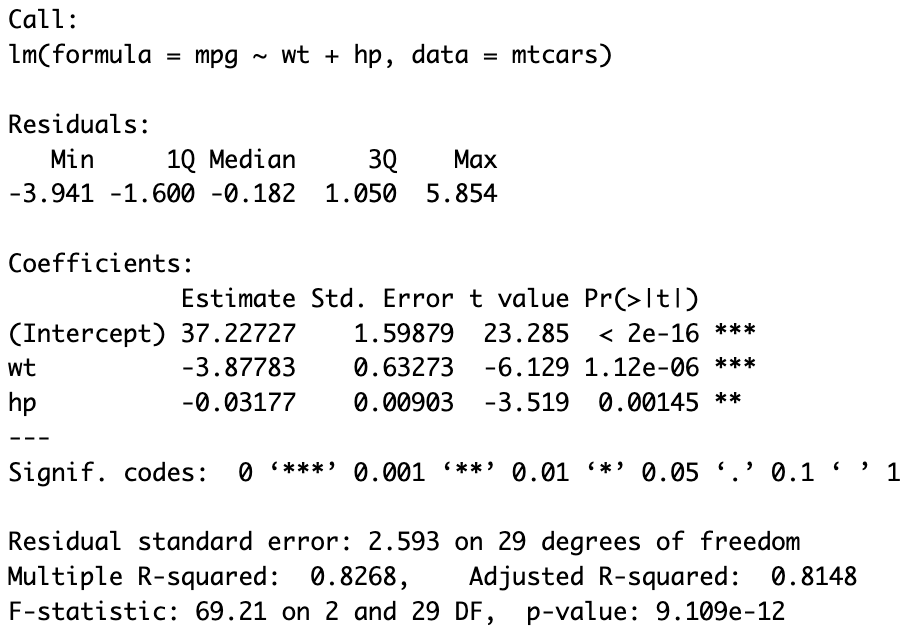 Call:
lm(formula = mpg ~ wt + hp, data = mtcars)

Residuals:
   Min     1Q Median     3Q    Max
-3.941 -1.600 -0.182  1.050  5.854

Coefficients:
            Estimate Std. Error t value Pr(>|t|)
(Intercept) 37.22727    1.59879  23.285  < 2e-16 ***
wt          -3.87783    0.63273  -6.129 1.12e-06 ***
hp          -0.03177    0.00903  -3.519  0.00145 **
---
Signif. codes:  0 ‘***’ 0.001 ‘**’ 0.01 ‘*’ 0.05 ‘.’ 0.1 ‘ ’ 1

Residual standard error: 2.593 on 29 degrees of freedom
Multiple R-squared:  0.8268,    Adjusted R-squared:  0.8148
F-statistic: 69.21 on 2 and 29 DF,  p-value: 9.109e-12